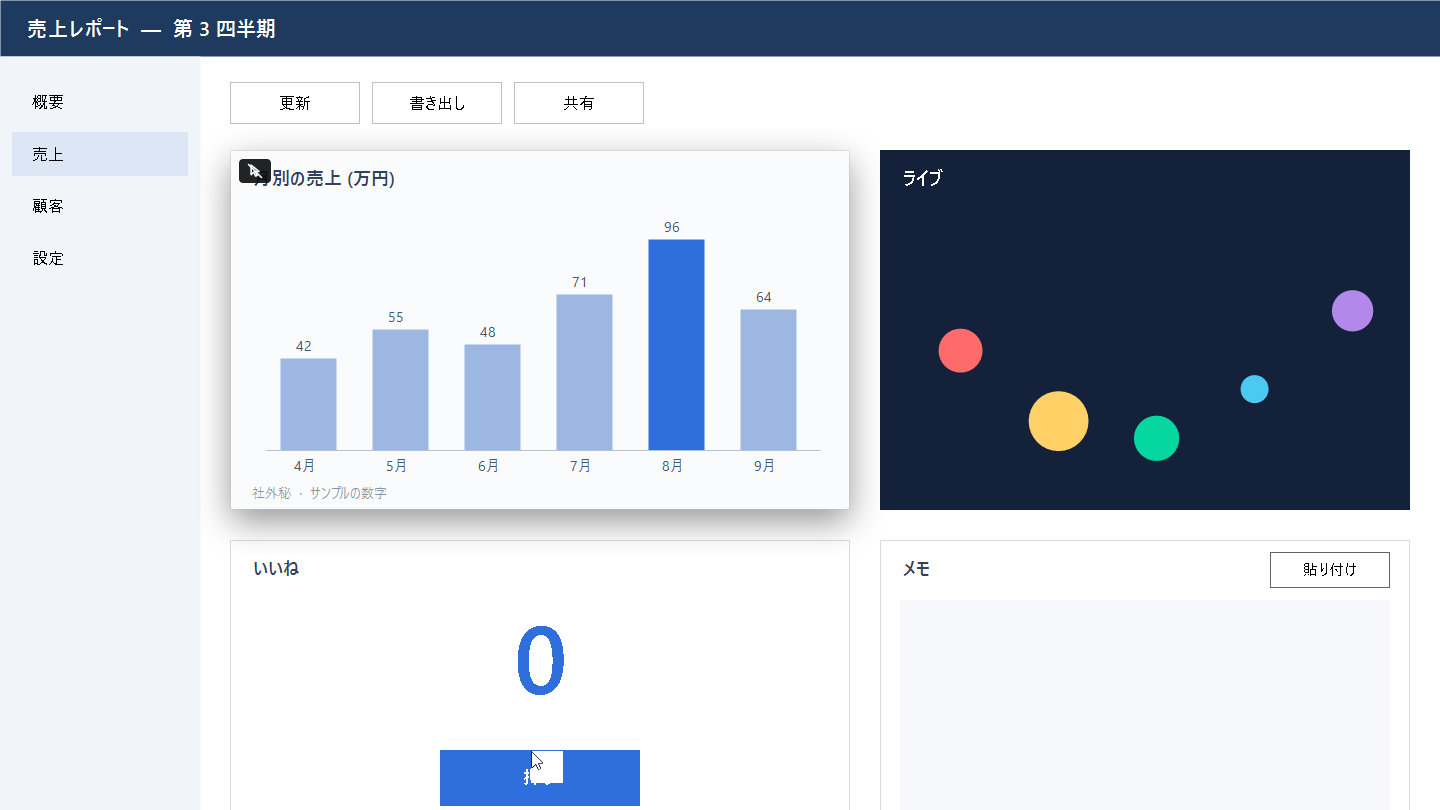 売上レポート — 第 3 四半期
概要
売上
顧客
設定
更新
書き出し
共有
別の売上 (万円)
96
71
64
55
48
42
4月
5月
6月
7月
8月
9月
社外秘 · サンプルの数字
ライブ
いいね
0
メモ
貼り付け